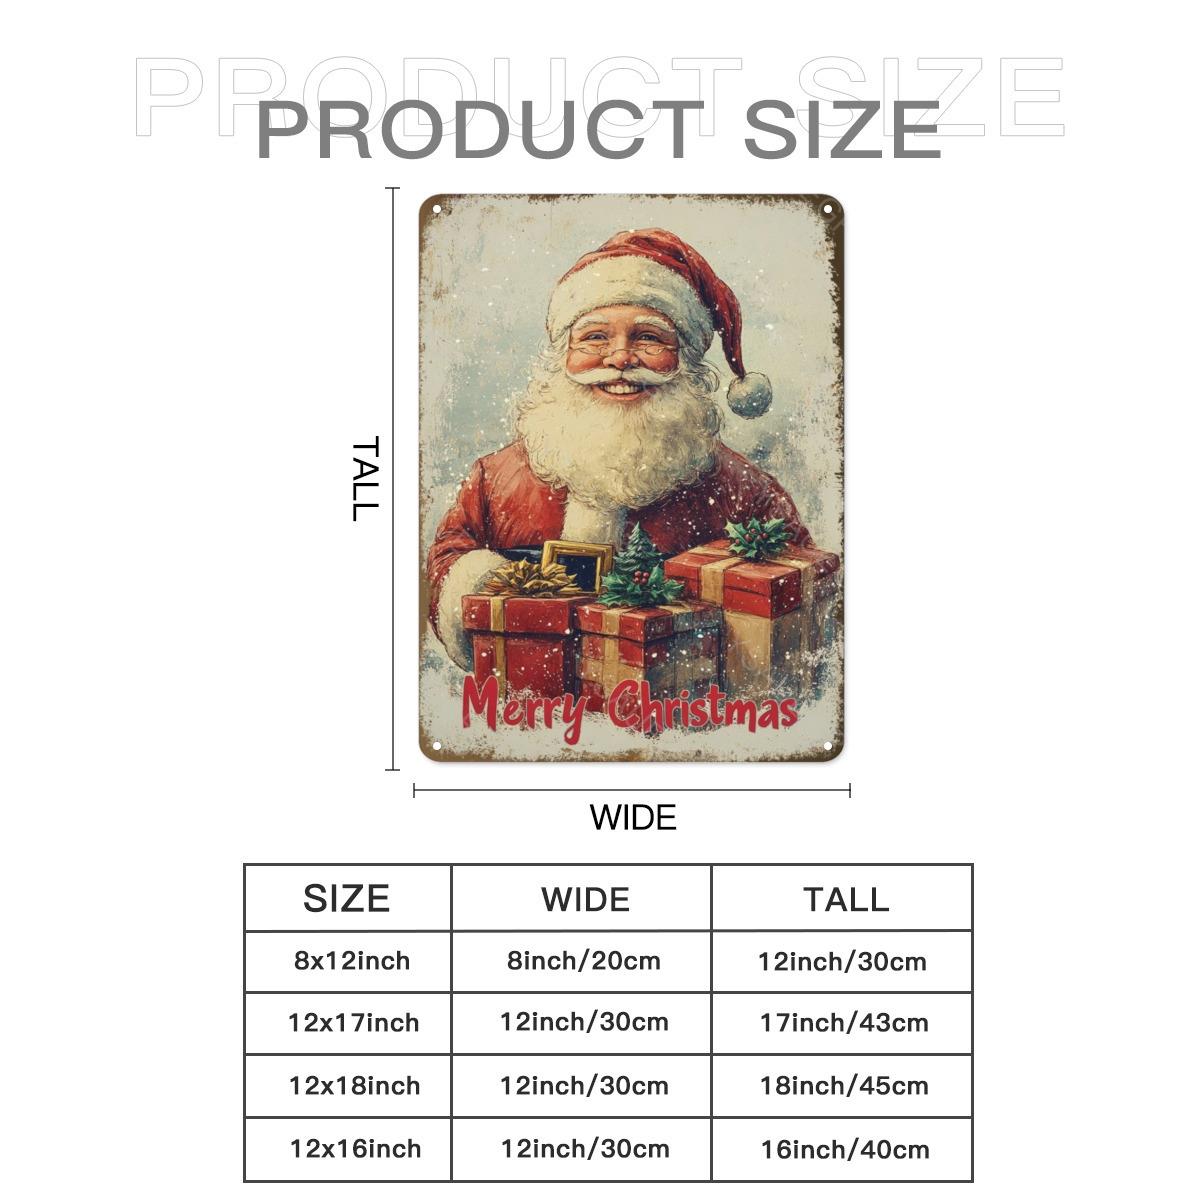 PRODUCT SIZE
PRODUCT SIZE
TALL
Merry Christmas
WIDE
SIZE WIDE TALL
8x12inch 8inch/20cm 12inch/30cm
12x17inch 12inch/30cm 17inch/43cm
12x18inch 12inch/30cm 18inch/45cm
12x16inch 12inch/30cm 16inch/40cm